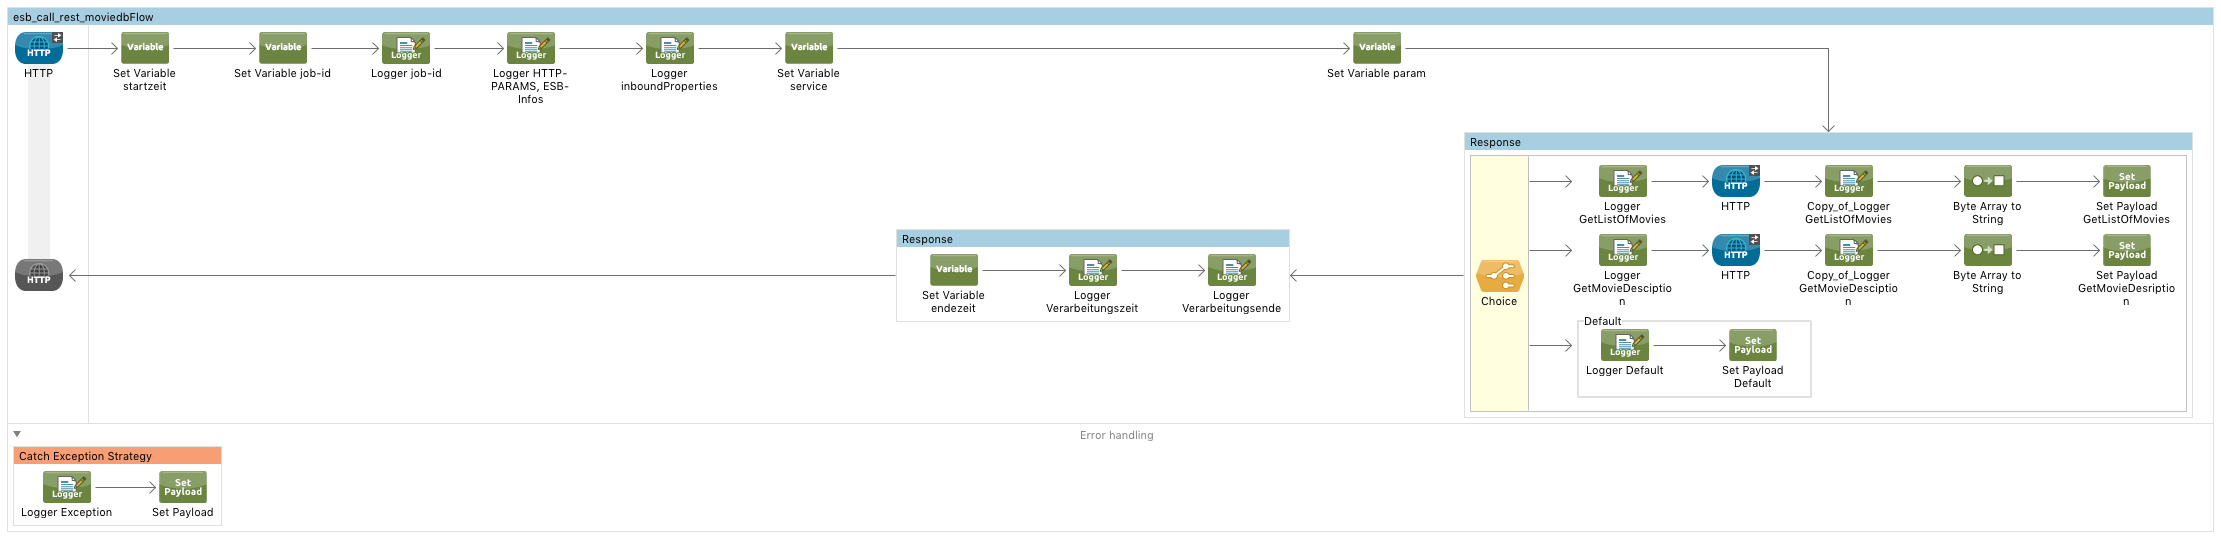 esb_call_rest_moviedbFlow
HTTP
HTTP
Variable
Set Variable
startzeit
Variable
Set Variable job-id
Logger
Logger job-id
Logger
Logger HTTP-
PARAMS, ESB-
Infos
Logger
Logger
inboundProperties
Variable
Set Variable
service
Variable
Set Variable param
Response
Choice
Logger
Logger
GetListOfMovies
HTTP
HTTP
Logger
Copy_of_Logger
GetListOfMovies
Byte Array to
String
Set
Payload
Set Payload
GetListOfMovies
Logger
Logger
GetMovieDesciptio
n
HTTP
HTTP
Logger
Copy_of_Logger
GetMovieDesciptio
n
Byte Array to
String
Set
Payload
Set Payload
GetMovieDesriptio
n
Default
Logger
Logger Default
Set
Payload
Set Payload
Default
Response
Variable
Set Variable
endezeit
Logger
Logger
Verarbeitungszeit
Logger
Logger
Verarbeitungsende
HTTP
Error handling
Catch Exception Strategy
Logger
Logger Exception
Set
Payload
Set Payload